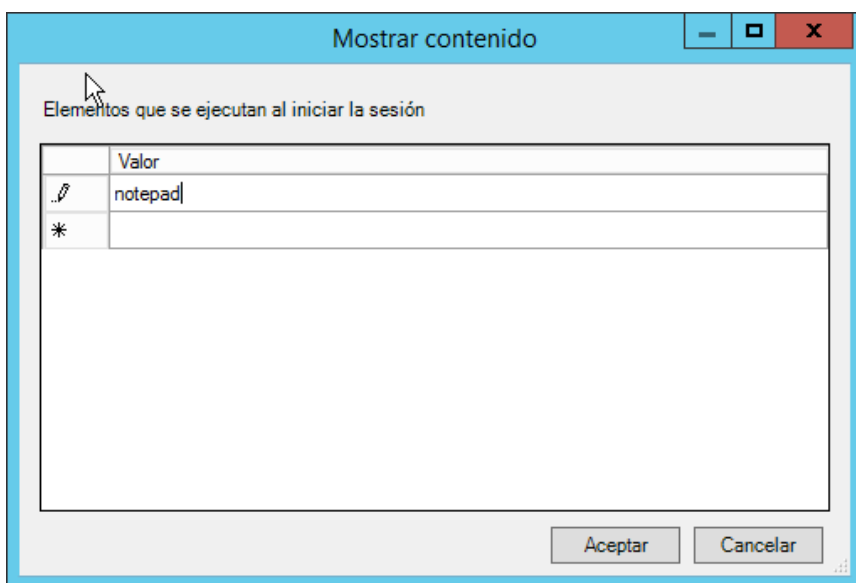 Mostrar contenido
Elementos que se ejecutan al iniciar la sesión
Valor
notepad
Aceptar Cancelar